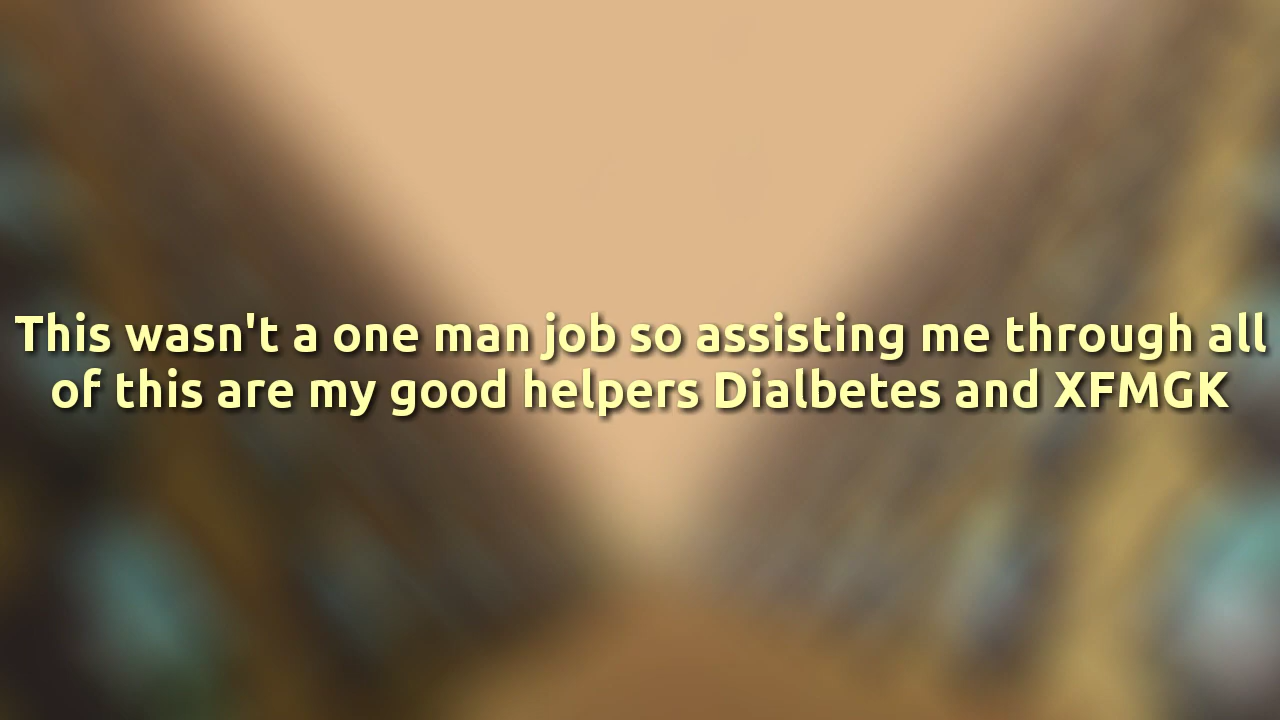 This wasn't a one man job so assisting me through all
of this are my good helpers Dialbetes and XFMGK